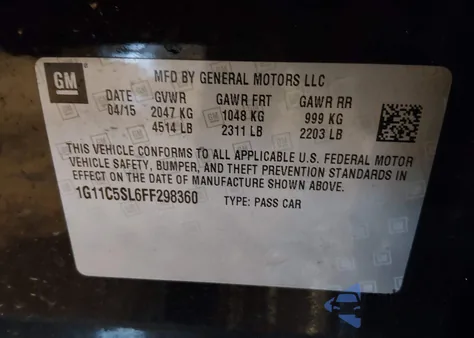 GM
MFD BY GENERAL MOTORS LLC
DATE GVWR GAWR FRT GAWR RR
04/15 2047 KG 1048 KG 999 KG
4514 LB 2311 LB 2203 LB
THIS VEHICLE CONFORMS TO ALL APPLICABLE U.S. FEDERAL MOTOR
VEHICLE SAFETY, BUMPER, AND THEFT PREVENTION STANDARDS IN
EFFECT ON THE DATE OF MANUFACTURE SHOWN ABOVE.
1G11C5SL6FF298360 TYPE: PASS CAR